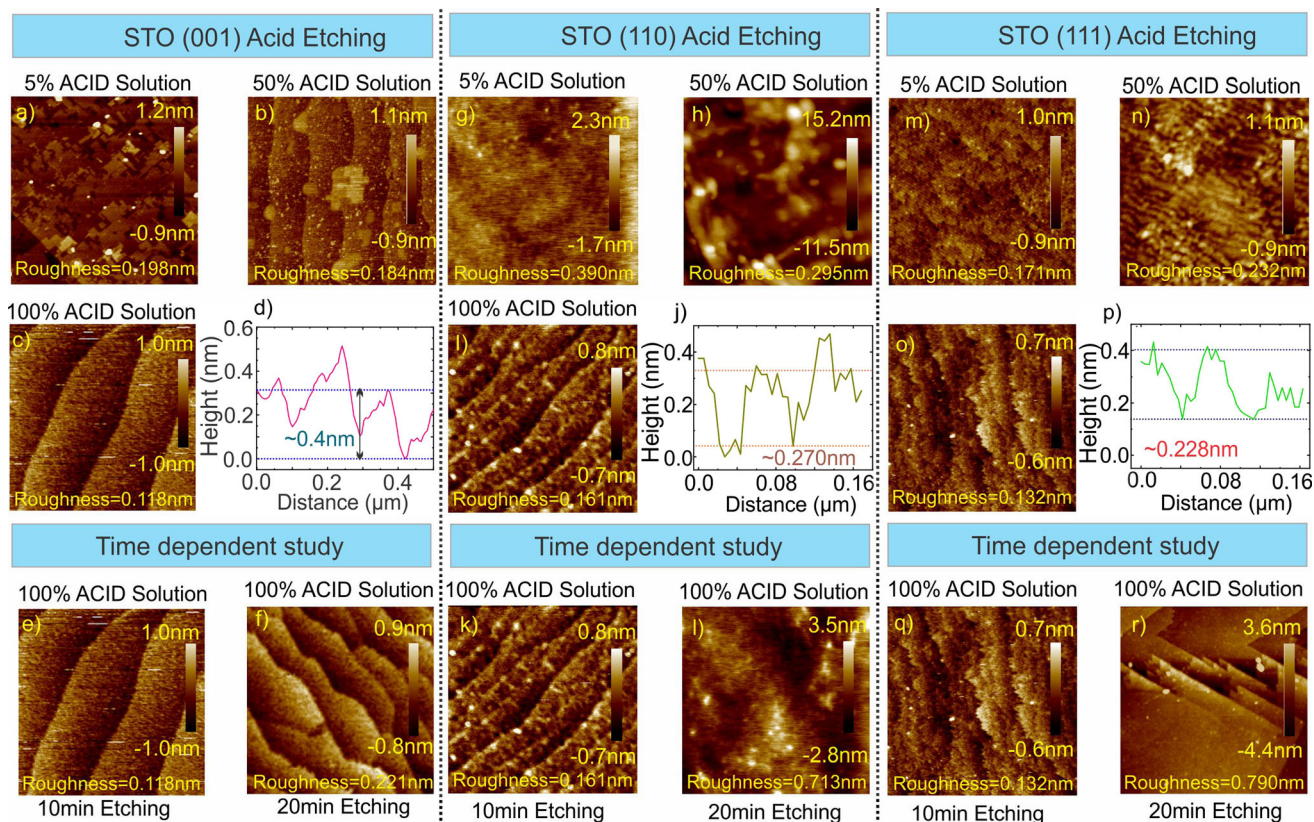 STO (001) Acid Etching
STO (110) Acid Etching
STO (111) Acid Etching
5% ACID Solution
50% ACID Solution
5% ACID Solution
50% ACID Solution
5% ACID Solution
50% ACID Solution
a)
1.2nm
-0.9nm
Roughness=0.198nm
b)
1.1nm
-0.9nm
Roughness=0.184nm
g)
2.3nm
-1.7nm
Roughness=0.390nm
h)
15.2nm
-11.5nm
Roughness=0.295nm
m)
1.0nm
-0.9nm
Roughness=0.171nm
n)
1.1nm
-0.9nm
Roughness=0.232nm
100% ACID Solution
c)
1.0nm
-1.0nm
Roughness=0.118nm
d)
Height (nm)
0.6
0.4
0.2
0.0
~0.4nm
0.0 0.2 0.4
Distance (µm)
100% ACID Solution
I)
0.8nm
-0.7nm
Roughness=0.161nm
j)
Height (nm)
0.4
0.2
0.0
~0.270nm
0.0 0.08 0.16
Distance (µm)
o)
0.7nm
-0.6nm
Roughness=0.132nm
p)
Height (nm)
0.4
0.2
0.0
~0.228nm
0.0 0.08 0.16
Distance (µm)
Time dependent study
Time dependent study
Time dependent study
100% ACID Solution
100% ACID Solution
100% ACID Solution
100% ACID Solution
100% ACID Solution
100% ACID Solution
e)
1.0nm
-1.0nm
Roughness=0.118nm
10min Etching
f)
0.9nm
-0.8nm
Roughness=0.221nm
20min Etching
k)
0.8nm
-0.7nm
Roughness=0.161nm
10min Etching
l)
3.5nm
-2.8nm
Roughness=0.713nm
20min Etching
q)
0.7nm
-0.6nm
Roughness=0.132nm
10min Etching
r)
3.6nm
-4.4nm
Roughness=0.790nm
20min Etching